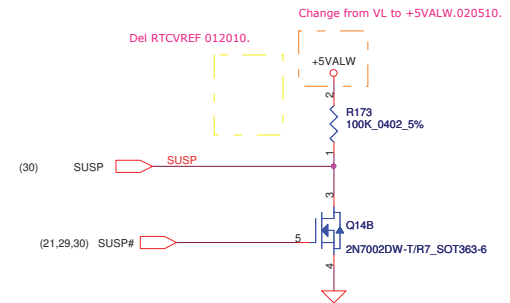 Change from VL to +5VALW.020510.
Del RTCVREF 012010.
+5VALW
2
R173
100K_0402_5%
1
(30) SUSP SUSP
3
Q14B
(21,29,30) SUSP# 5
2N7002DW-T/R7_SOT363-6
4